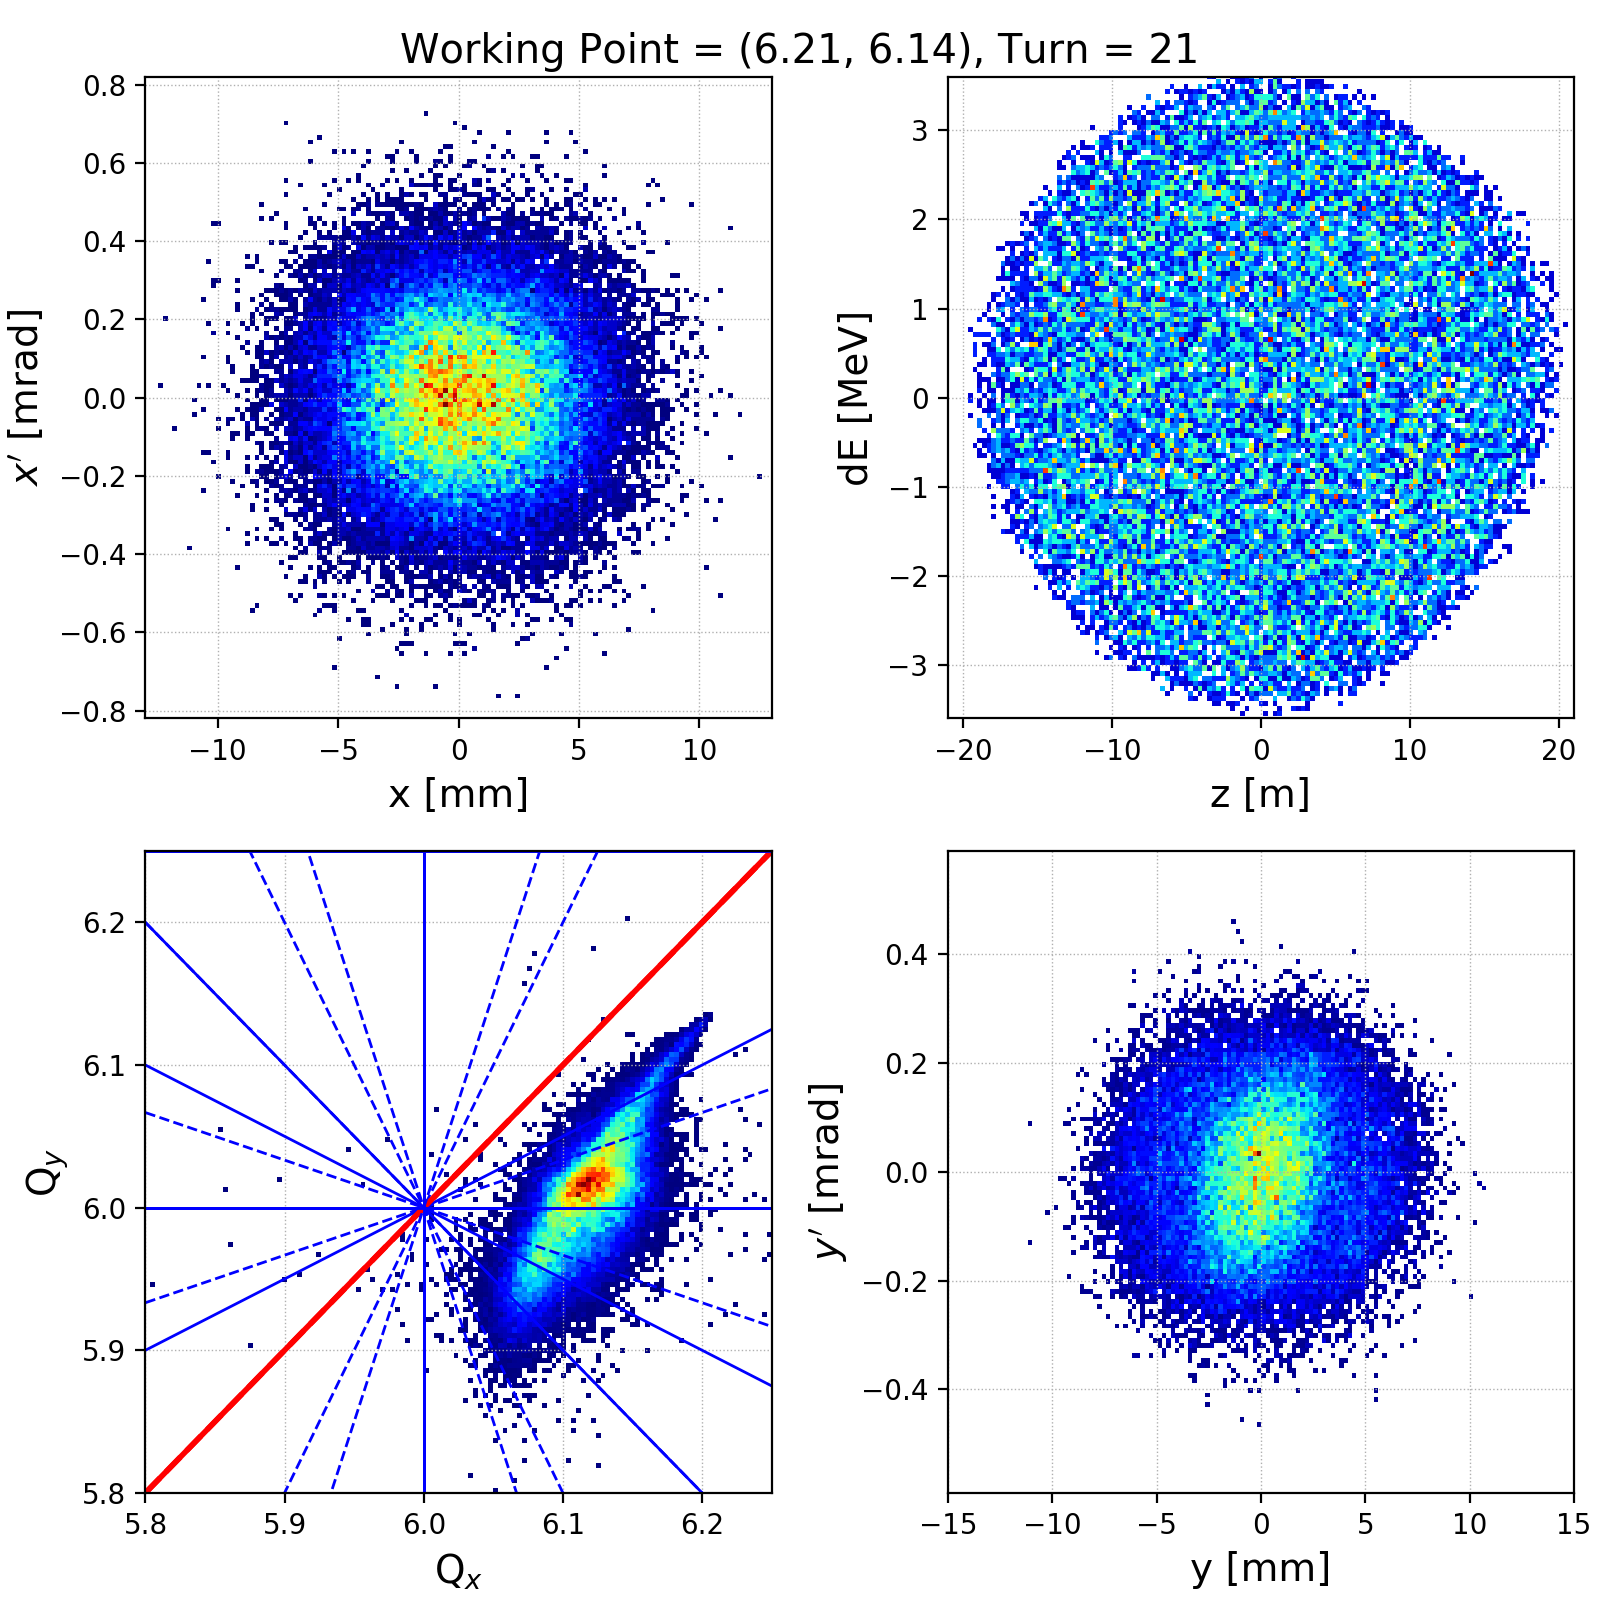 Working Point = (6.21, 6.14), Turn = 21
0.8
0.6
0.4
0.2
0.0
−0.2
−0.4
−0.6
−0.8
x′ [mrad]
−10 −5 0 5 10
x [mm]
3
2
1
0
−1
−2
−3
dE [MeV]
−20 −10 0 10 20
z [m]
6.2
6.1
6.0
5.9
5.8
Qy
5.8 5.9 6.0 6.1 6.2
Qx
0.4
0.2
0.0
−0.2
−0.4
y′ [mrad]
−15 −10 −5 0 5 10 15
y [mm]